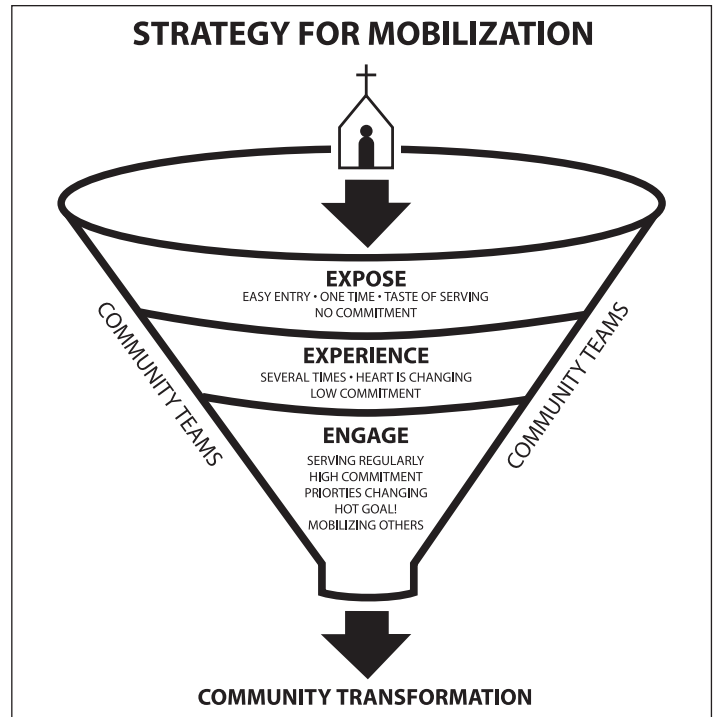 STRATEGY FOR MOBILIZATION
EXPOSE
EASY ENTRY • ONE TIME • TASTE OF SERVING
NO COMMITMENT
COMMUNITY TEAMS
COMMUNITY TEAMS
EXPERIENCE
SEVERAL TIMES • HEART IS CHANGING
LOW COMMITMENT
ENGAGE
SERVING REGULARLY
HIGH COMMITMENT
PRIORTIES CHANGING
HOT GOAL!
MOBILIZING OTHERS
COMMUNITY TRANSFORMATION